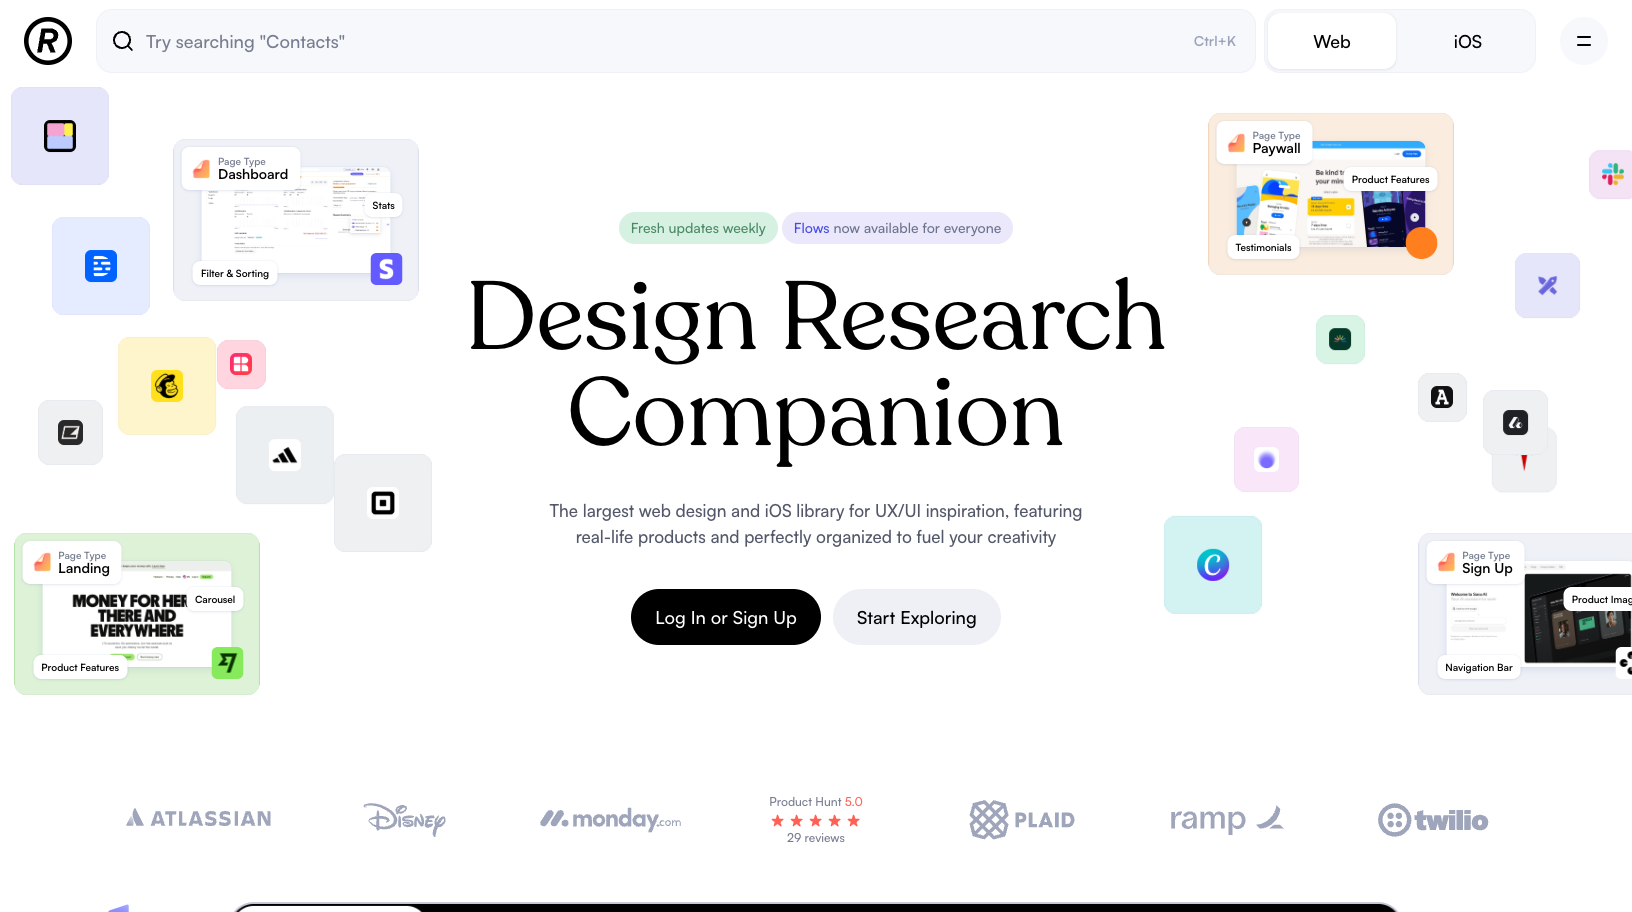 R
Try searching "Contacts"
Ctrl+K
Web
iOS
Page Type
Dashboard
Stats
Filter & Sorting
S
Page Type
Paywall
Be kind t
your mind
Product Features
Testimonials
Fresh updates weekly
Flows now available for everyone
Design Research
Companion
The largest web design and iOS library for UX/UI inspiration, featuring
real-life products and perfectly organized to fuel your creativity
Log In or Sign Up
Start Exploring
A
C
Page Type
Landing
MONEY FOR HER
THERE AND
EVERYWHERE
Carousel
Product Features
Page Type
Sign Up
Product Imag
Navigation Bar
ATLASSIAN
Disney
monday.com
Product Hunt 5.0
29 reviews
PLAID
ramp
twilio